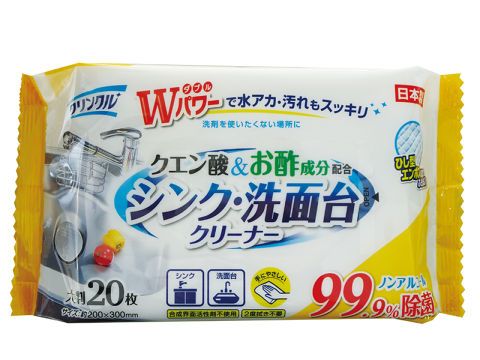 クリンクル
ダブル
Wパワーで水アカ・汚れもスッキリ
洗剤を使いたくない場所に
日本製
クエン酸&お酢成分配合
ひし型
エンボス
シンク・洗面台
クリーナー
OPEN
大判20枚
サイズ:約200×300mm
シンク
洗面台
手にやさしい
合成界面活性剤不使用
2度拭き不要
ノンアルコール
99.9%除菌